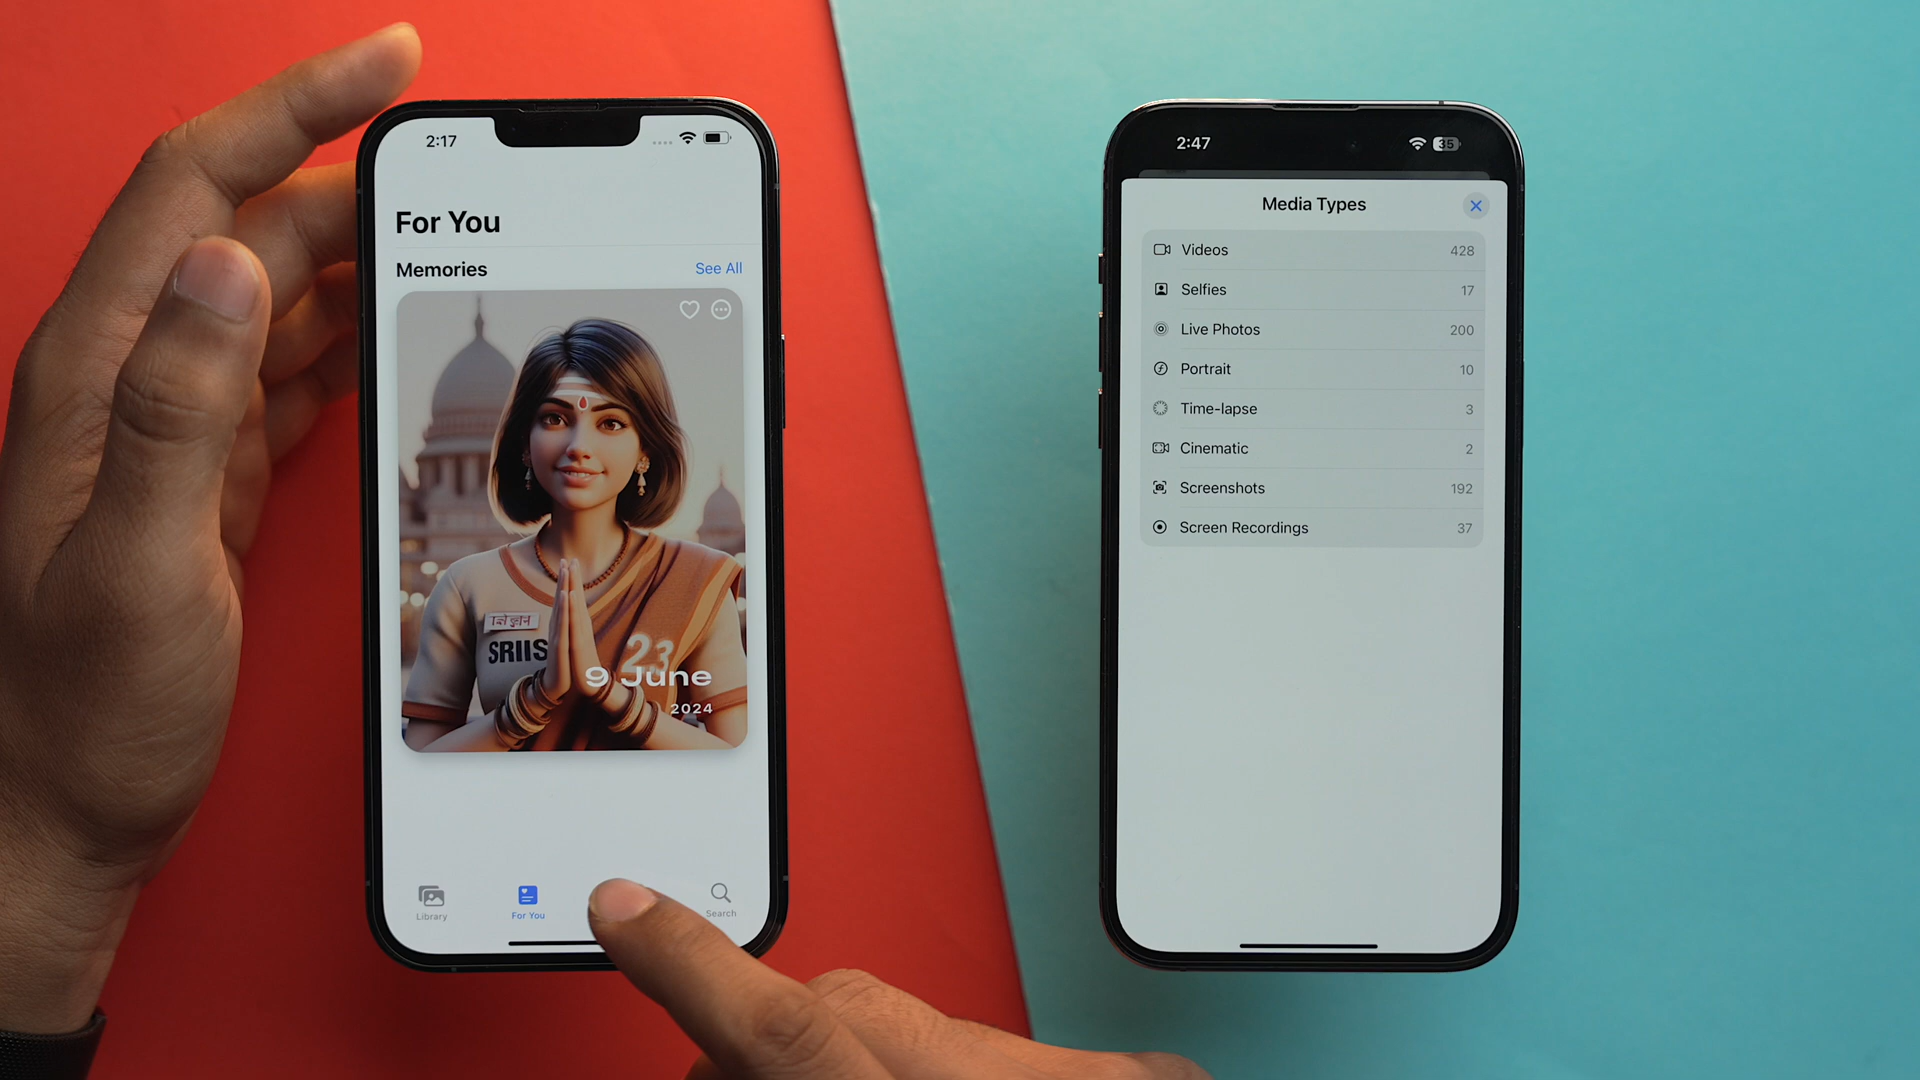 2:17
For You
Memories
See All
SRIIS
23
9 June
2024
Library
For You
Search
2:47
35
Media Types
Videos 428
Selfies 17
Live Photos 200
Portrait 10
Time-lapse 3
Cinematic 2
Screenshots 192
Screen Recordings 37